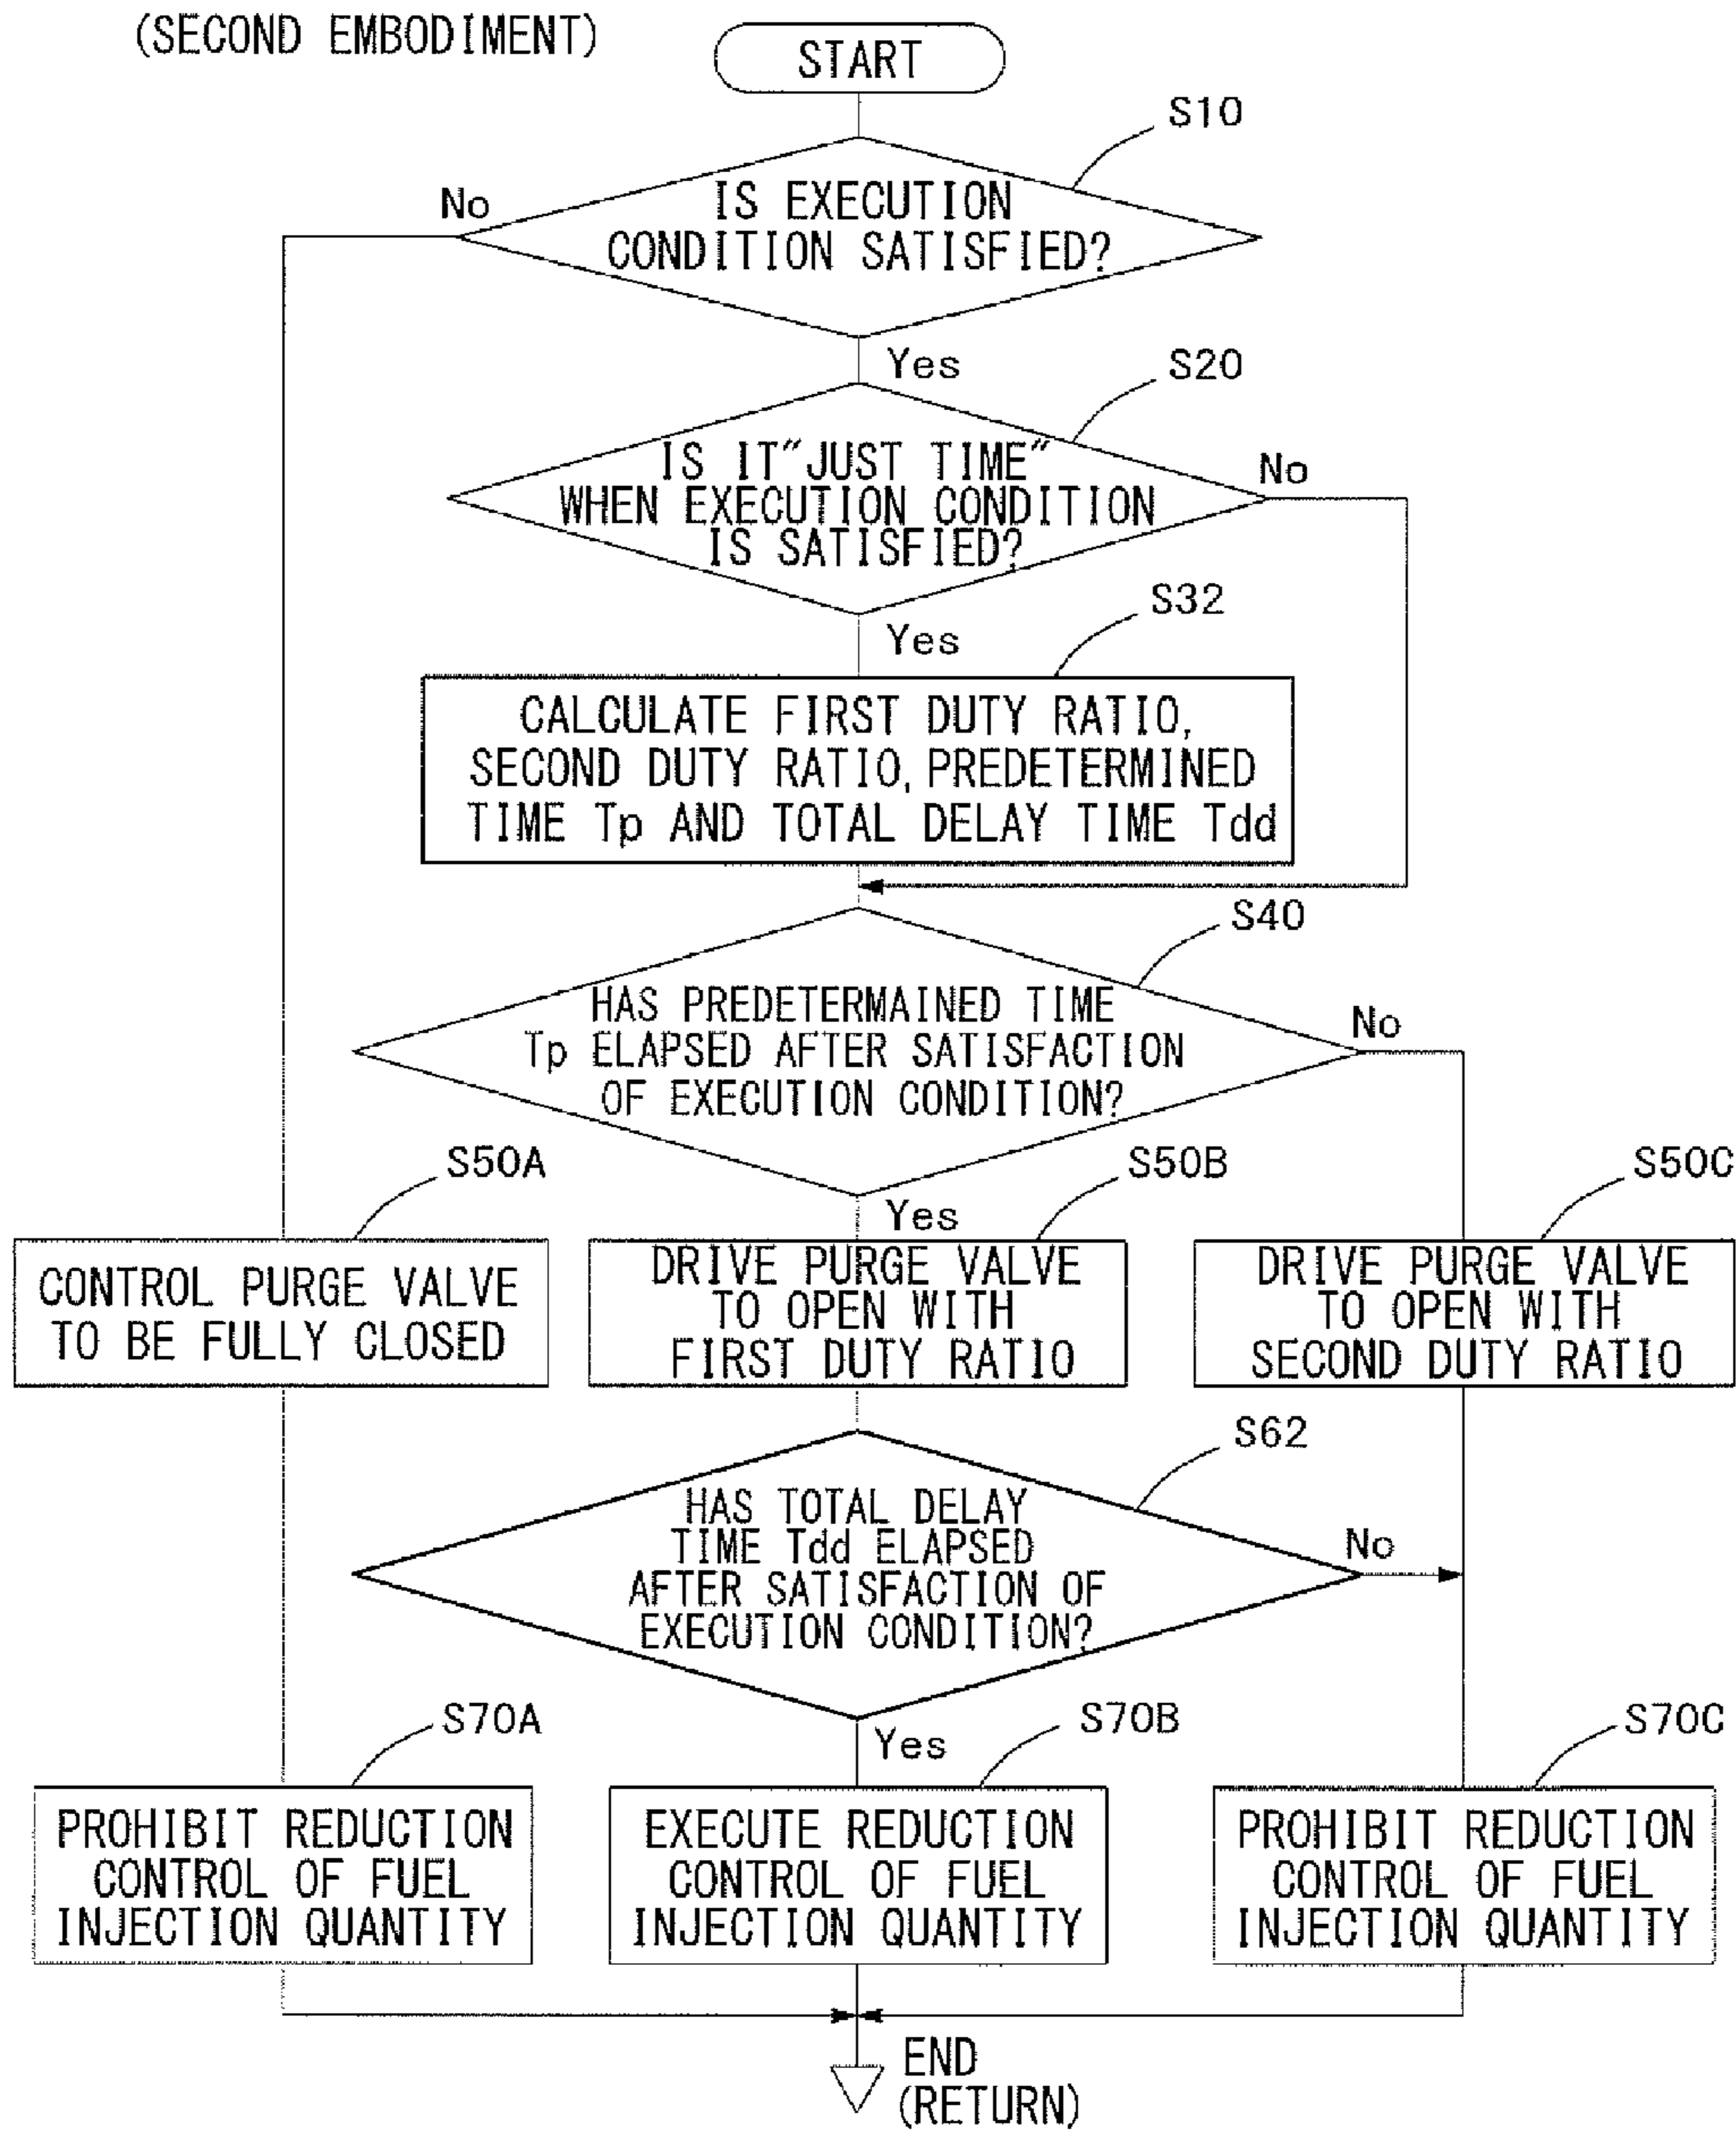 (SECOND EMBODIMENT)
START
S10
No
IS EXECUTION
CONDITION SATISFIED?
Yes
S20
IS IT"JUST TIME"
WHEN EXECUTION CONDITION
IS SATISFIED?
No
S32
Yes
CALCULATE FIRST DUTY RATIO,
SECOND DUTY RATIO, PREDETERMINED
TIME Tp AND TOTAL DELAY TIME Tdd
S40
HAS PREDETERMAINED TIME
Tp ELAPSED AFTER SATISFACTION
OF EXECUTION CONDITION?
No
S50A
S50B
S50C
Yes
CONTROL PURGE VALVE
TO BE FULLY CLOSED
DRIVE PURGE VALVE
TO OPEN WITH
FIRST DUTY RATIO
DRIVE PURGE VALVE
TO OPEN WITH
SECOND DUTY RATIO
S62
HAS TOTAL DELAY
TIME Tdd ELAPSED
AFTER SATISFACTION OF
EXECUTION CONDITION?
No
S70A
S70B
S70C
Yes
PROHIBIT REDUCTION
CONTROL OF FUEL
INJECTION QUANTITY
EXECUTE REDUCTION
CONTROL OF FUEL
INJECTION QUANTITY
PROHIBIT REDUCTION
CONTROL OF FUEL
INJECTION QUANTITY
END
(RETURN)